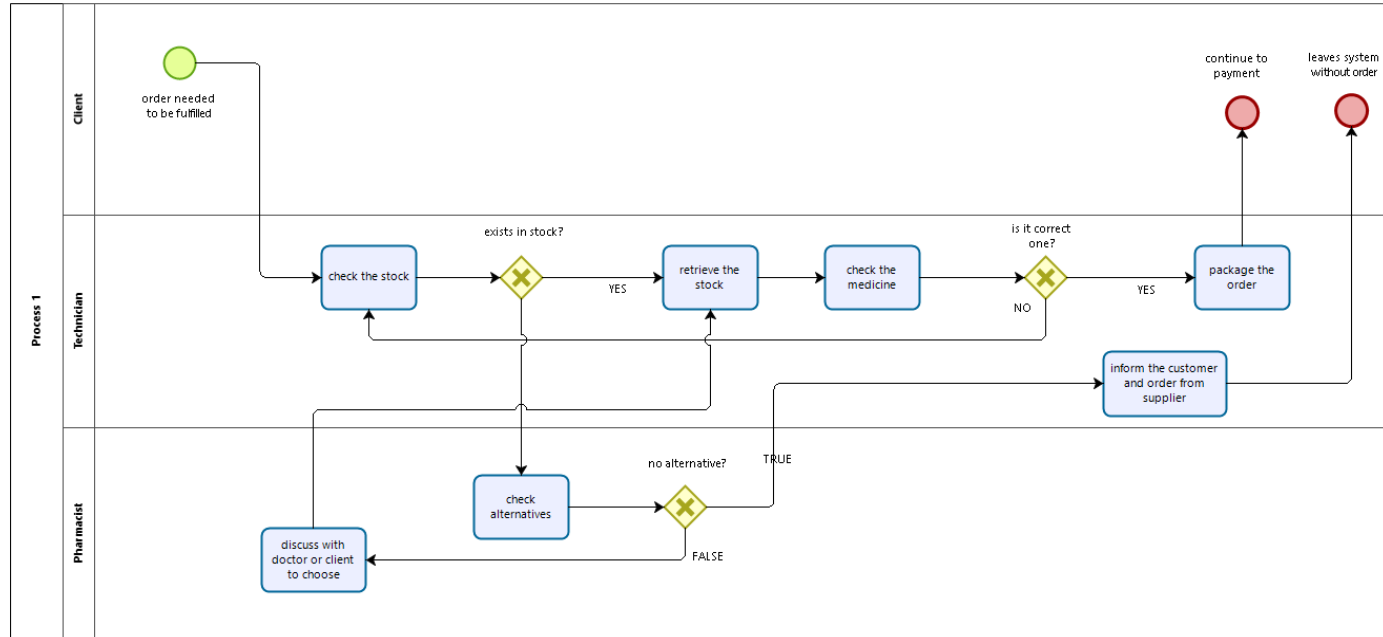 Process 1
Client
order needed
to be fulfilled
continue to
payment
leaves system
without order
Technician
check the stock
exists in stock?
YES
retrieve the
stock
check the
medicine
is it correct
one?
NO
YES
package the
order
inform the customer
and order from
supplier
Pharmacist
check
alternatives
no alternative?
TRUE
FALSE
discuss with
doctor or client
to choose